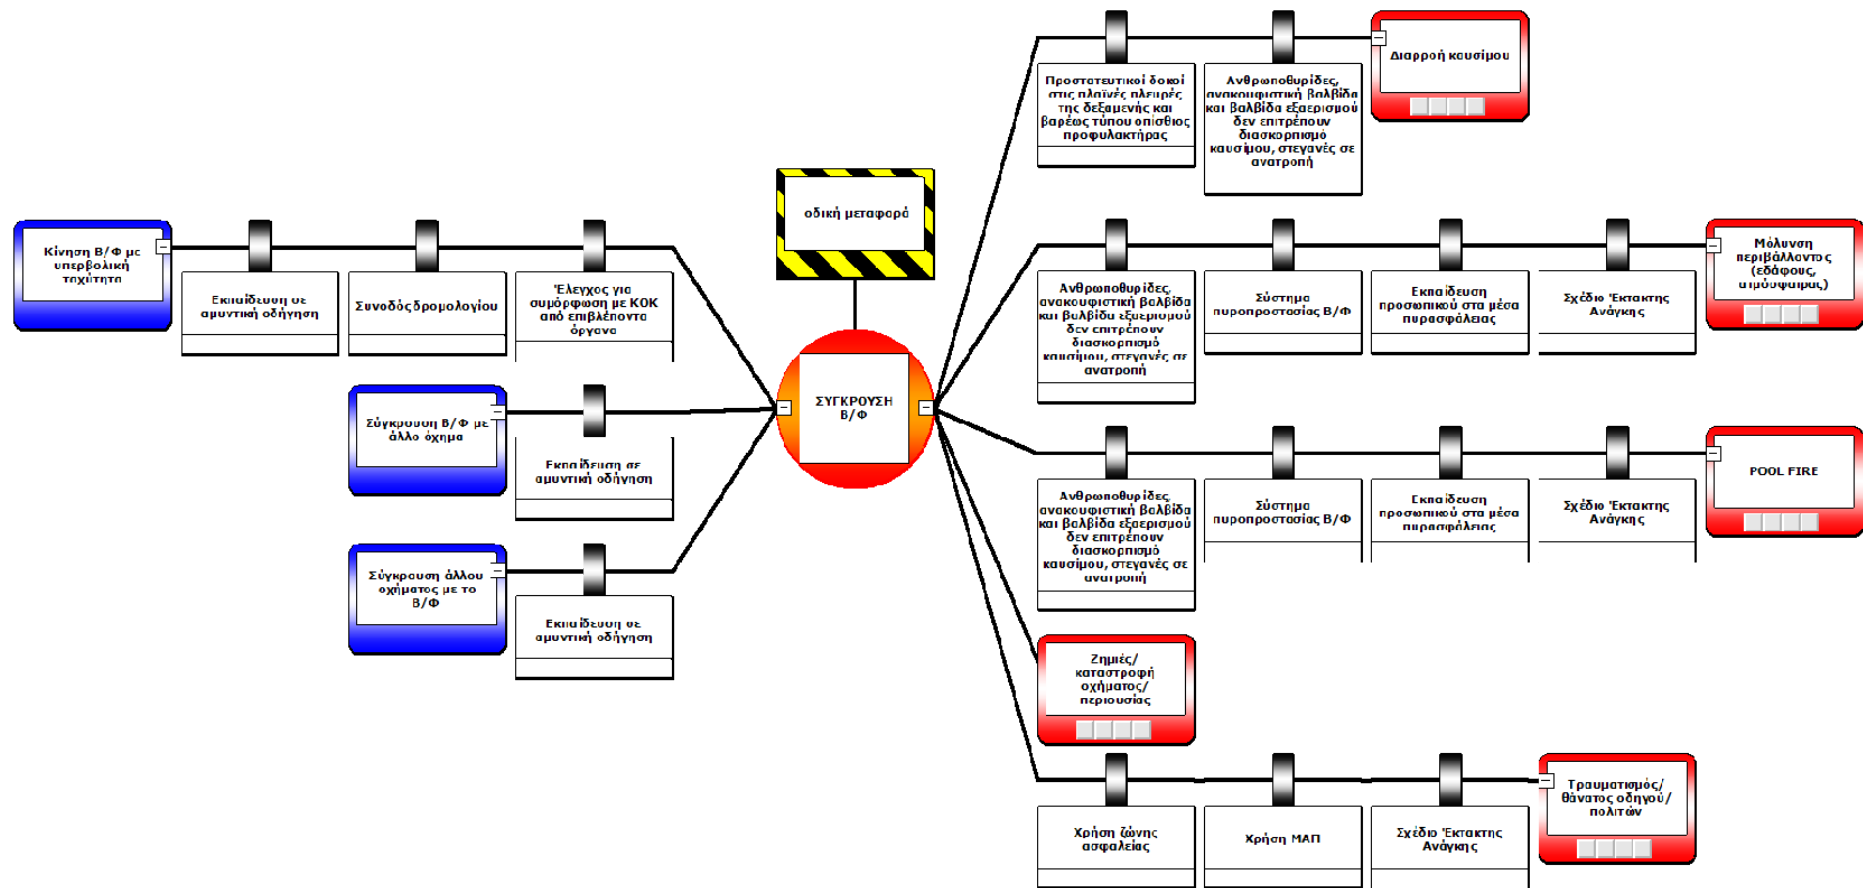 Διαρροή καυσίμου
Προστατευτικοί δοκοί
στις πλαϊνές πλευρές
της δεξαμενής και
βαρέως τύπου οπίσθιος
προφυλακτήρας
Ανθρωποθυρίδες,
ανακουφιστική βαλβίδα
και βαλβίδα εξαερισμού
δεν επιτρέπουν
διασκορπισμό
καυσίμου, στεγανές σε
ανατροπή
οδική μεταφορά
Κίνηση Β/Φ με
υπερβολική
ταχύτητα
Εκπαίδευση σε
αμυντική οδήγηση
Συνοδός δρομολογίου
Έλεγχος για
συμόρφωση με ΚΟΚ
από επιβλέποντα
όργανα
Μόλυνση
περιβάλλοντος
(εδάφους,
ατμόσφαιρας)
Ανθρωποθυρίδες,
ανακουφιστική βαλβίδα
και βαλβίδα εξαερισμού
δεν επιτρέπουν
διασκορπισμό
καυσίμου, στεγανές σε
ανατροπή
Σύστημα
πυροπροστασίας Β/Φ
Εκπαίδευση
προσωπικού στα μέσα
πυρασφάλειας
Σχέδιο Έκτακτης
Ανάγκης
ΣΥΓΚΡΟΥΣΗ
Β/Φ
Σύγκρουση Β/Φ με
άλλο όχημα
Εκπαίδευση σε
αμυντική οδήγηση
POOL FIRE
Ανθρωποθυρίδες,
ανακουφιστική βαλβίδα
και βαλβίδα εξαερισμού
δεν επιτρέπουν
διασκορπισμό
καυσίμου, στεγανές σε
ανατροπή
Σύστημα
πυροπροστασίας Β/Φ
Εκπαίδευση
προσωπικού στα μέσα
πυρασφάλειας
Σχέδιο Έκτακτης
Ανάγκης
Σύγκρουση άλλου
οχήματος με το
Β/Φ
Εκπαίδευση σε
αμυντική οδήγηση
Ζημιές/
καταστροφή
οχήματος/
περιουσίας
Τραυματισμός/
θάνατος οδηγού/
πολιτών
Χρήση ζώνης
ασφαλείας
Χρήση ΜΑΠ
Σχέδιο Έκτακτης
Ανάγκης